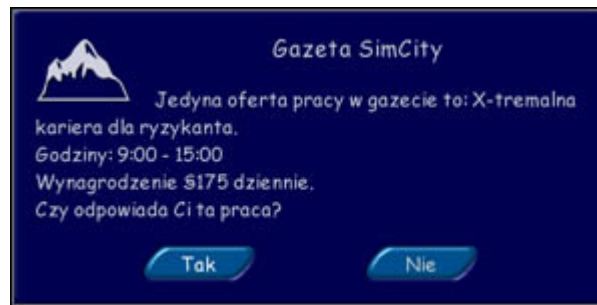 Gazeta SimCity
Jedyna oferta pracy w gazecie to: X-tremalna
kariera dla ryzykanta.
Godziny: 9:00 - 15:00
Wynagrodzenie §175 dziennie.
Czy odpowiada Ci ta praca?
Tak Nie